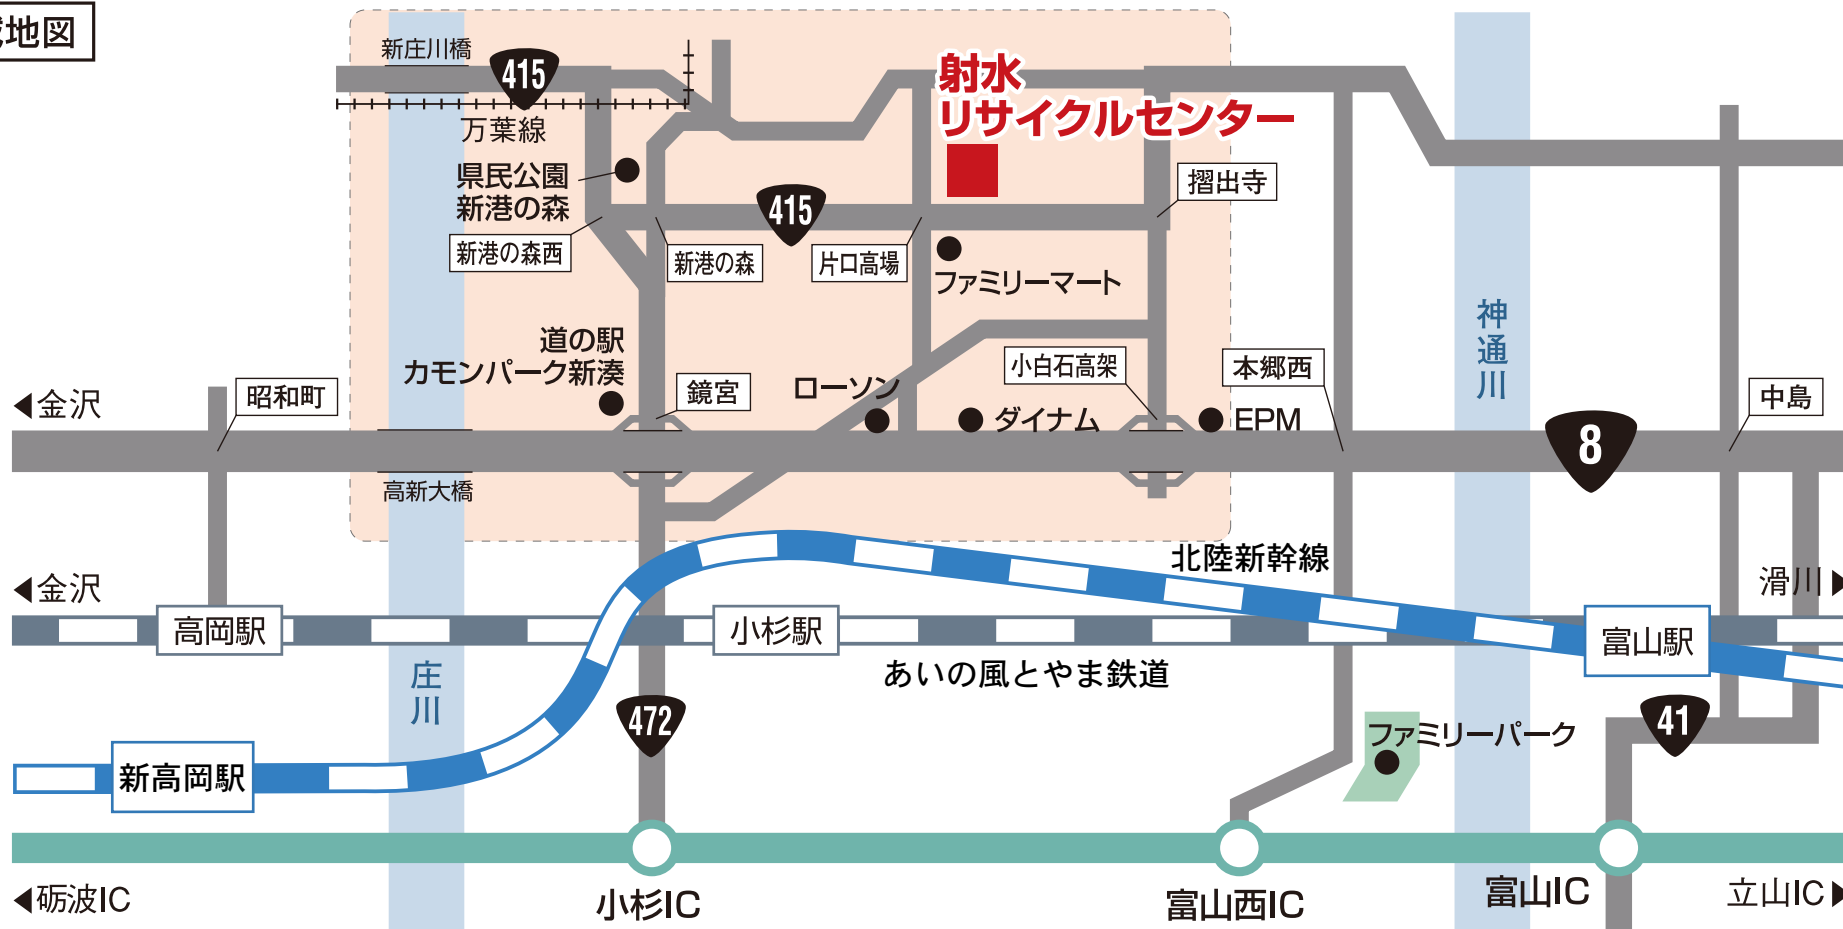 地図
新庄川橋
415
万葉線
射水
リサイクルセンター
県民公園
新港の森
415
摺出寺
新港の森西
新港の森
片口高場
ファミリーマート
神通川
道の駅
カモンパーク新湊
鏡宮
ローソン
小白石高架
本郷西
ダイナム
EPM
金沢
昭和町
中島
8
高新大橋
北陸新幹線
金沢
滑川
高岡駅
小杉駅
富山駅
あいの風とやま鉄道
庄川
472
41
ファミリーパーク
新高岡駅
砺波IC
小杉IC
富山西IC
富山IC
立山IC